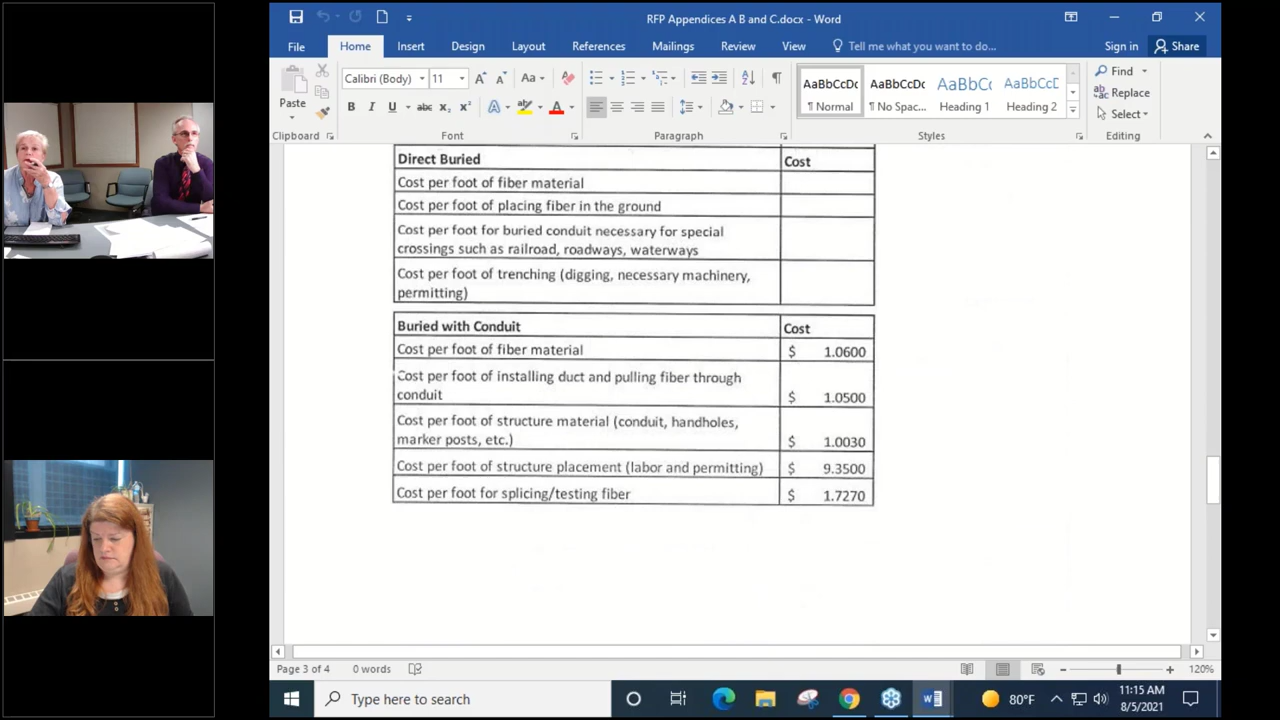 RFP Appendices A B and C.docx - Word
File Home Insert Design Layout References Mailings Review View Tell me what you want to do... Sign in Share
Paste
Calibri (Body) 11
Aa
B I U abc x₂ x²
A
AaBbCcDc AaBbCcDc AaBbCc AaBbCcD
¶ Normal ¶ No Spac... Heading 1 Heading 2
Find
Replace
Select
Clipboard Font Paragraph Styles Editing
Direct Buried Cost
Cost per foot of fiber material
Cost per foot of placing fiber in the ground
Cost per foot for buried conduit necessary for special
crossings such as railroad, roadways, waterways
Cost per foot of trenching (digging, necessary machinery,
permitting)
Buried with Conduit Cost
Cost per foot of fiber material $ 1.0600
Cost per foot of installing duct and pulling fiber through
conduit $ 1.0500
Cost per foot of structure material (conduit, handholes,
marker posts, etc.) $ 1.0030
Cost per foot of structure placement (labor and permitting) $ 9.3500
Cost per foot for splicing/testing fiber $ 1.7270
Page 3 of 4 0 words 120%
Type here to search
80°F
11:15 AM
8/5/2021